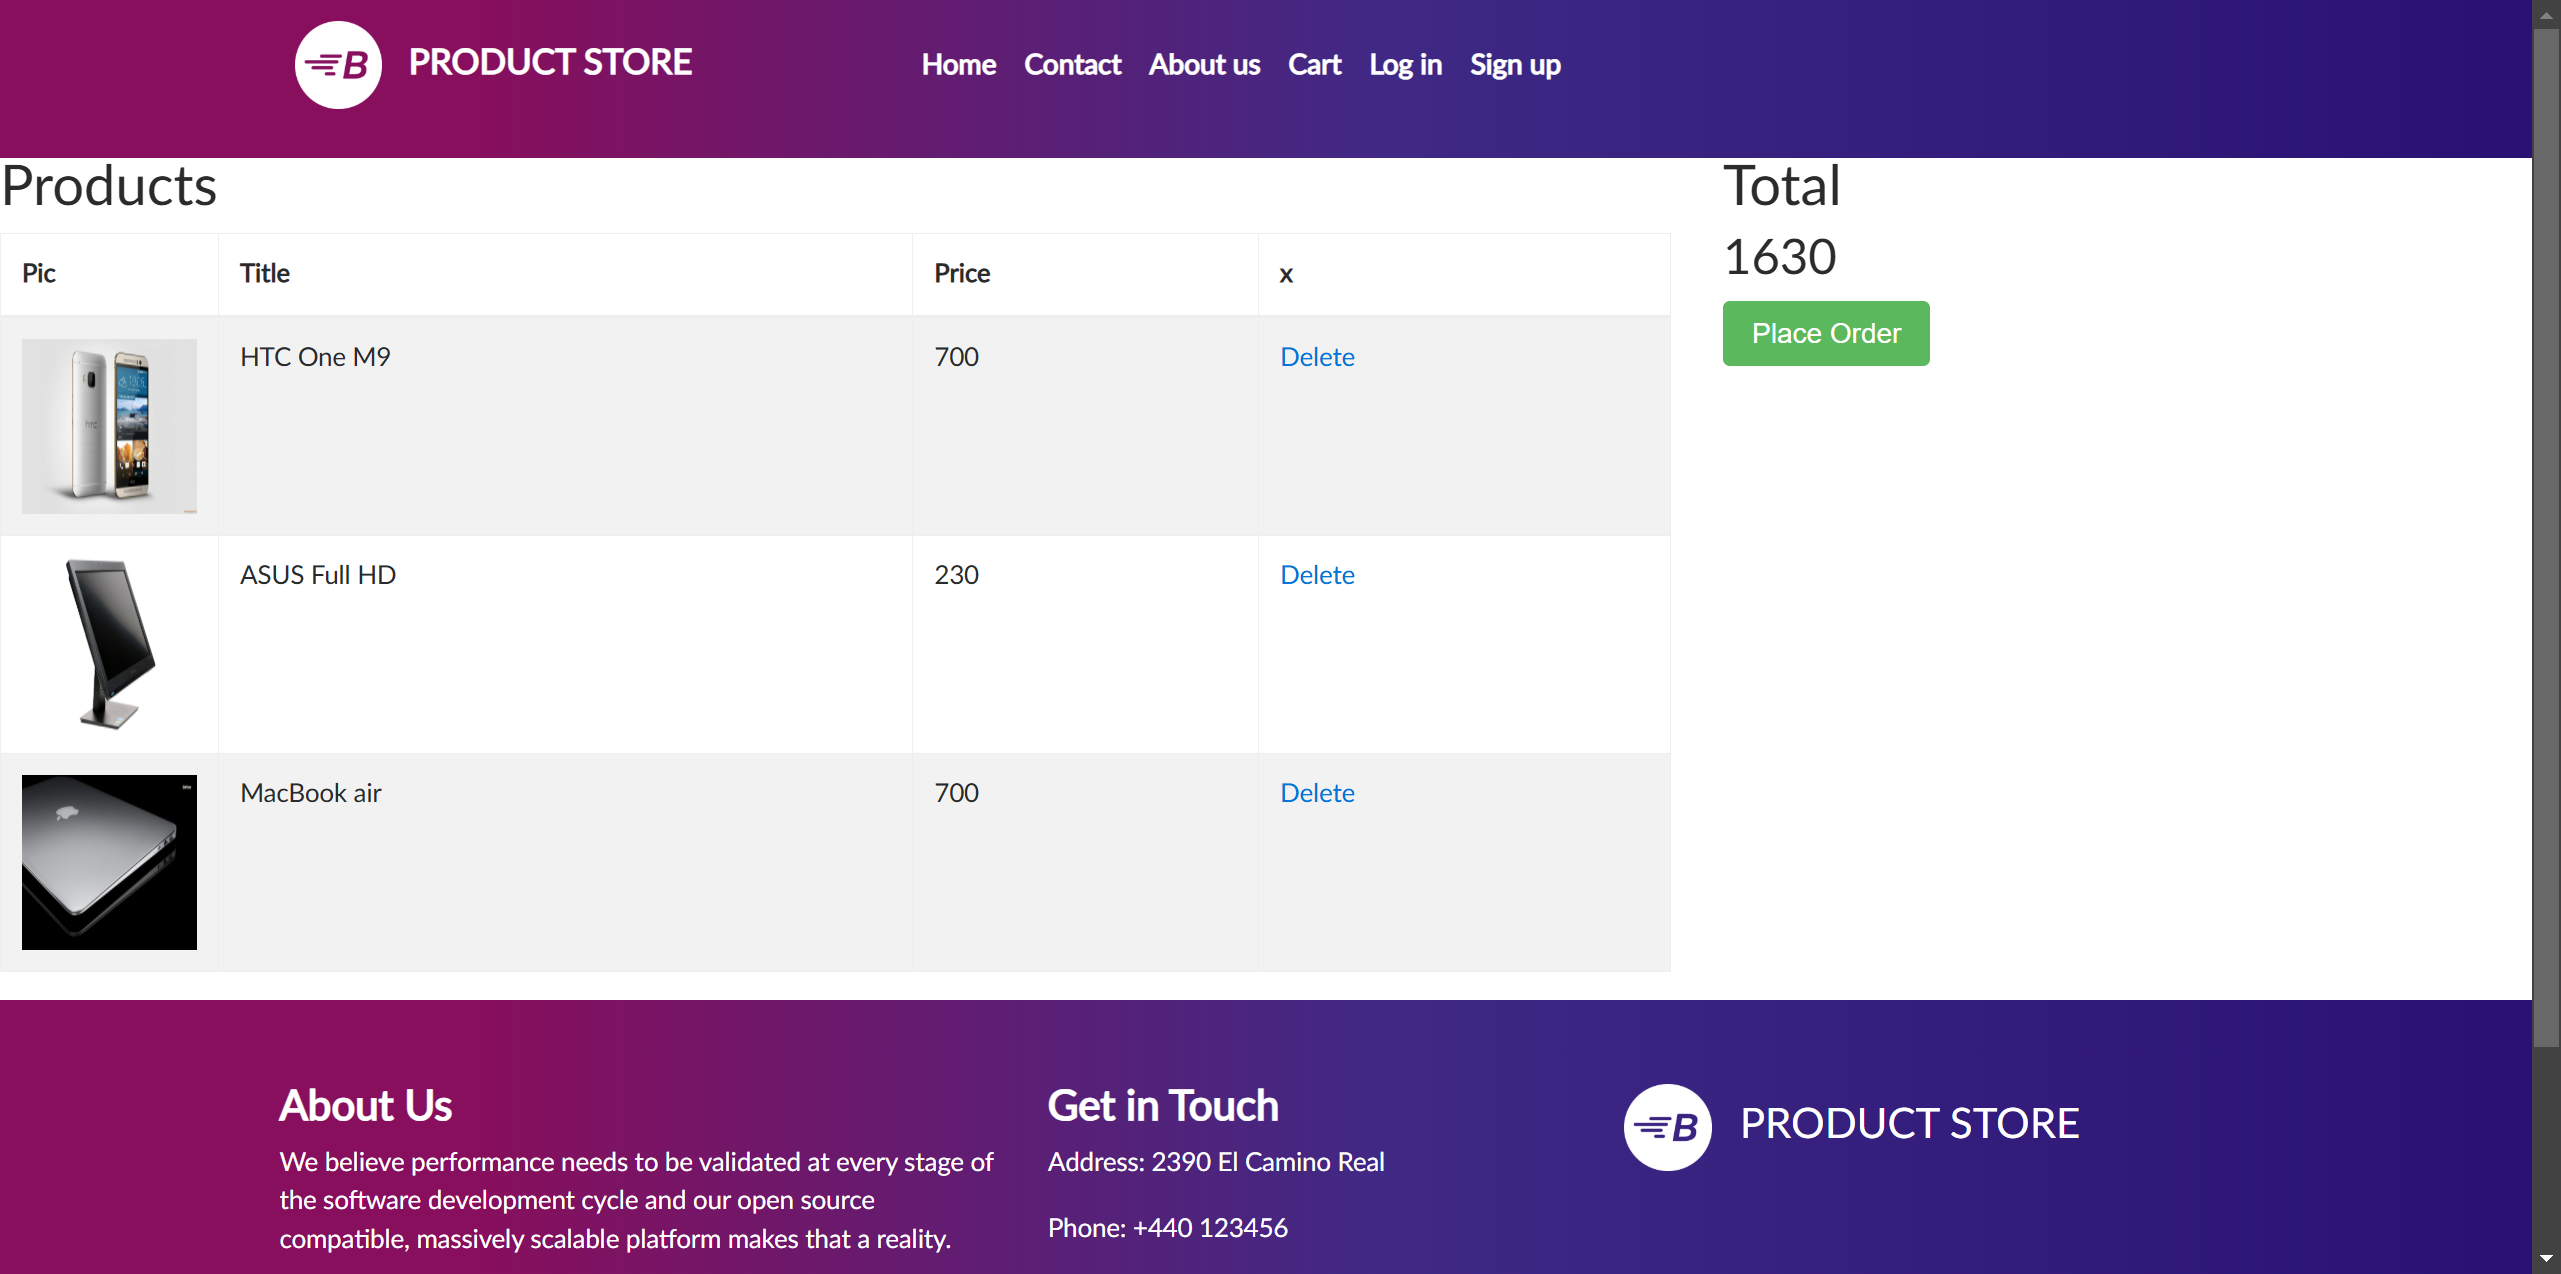 B PRODUCT STORE
Home Contact About us Cart Log in Sign up
Products
Pic Title Price x
HTC One M9 700 Delete
ASUS Full HD 230 Delete
MacBook air 700 Delete
Total
1630
Place Order
About Us
We believe performance needs to be validated at every stage of
the software development cycle and our open source
compatible, massively scalable platform makes that a reality.
Get in Touch
Address: 2390 El Camino Real
Phone: +440 123456
B PRODUCT STORE